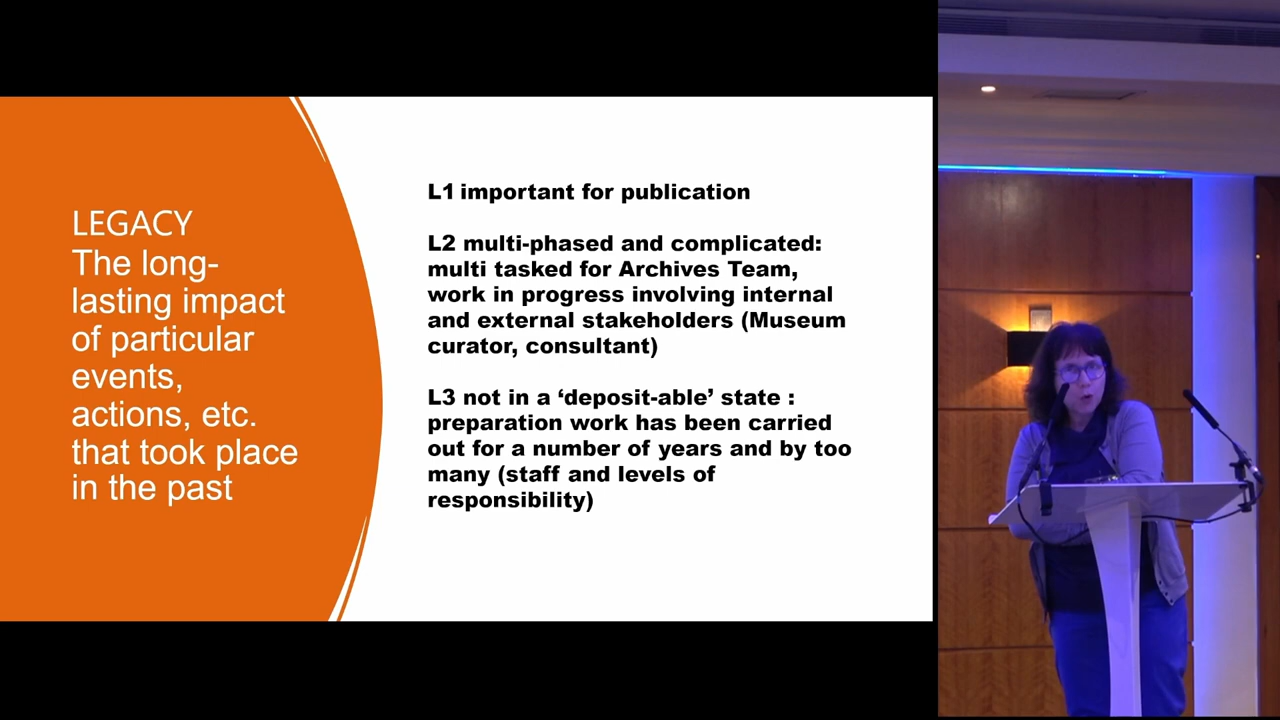 LEGACY
The long-
lasting impact
of particular
events,
actions, etc.
that took place
in the past
L1 important for publication
L2 multi-phased and complicated:
multi tasked for Archives Team,
work in progress involving internal
and external stakeholders (Museum
curator, consultant)
L3 not in a ‘deposit-able’ state :
preparation work has been carried
out for a number of years and by too
many (staff and levels of
responsibility)